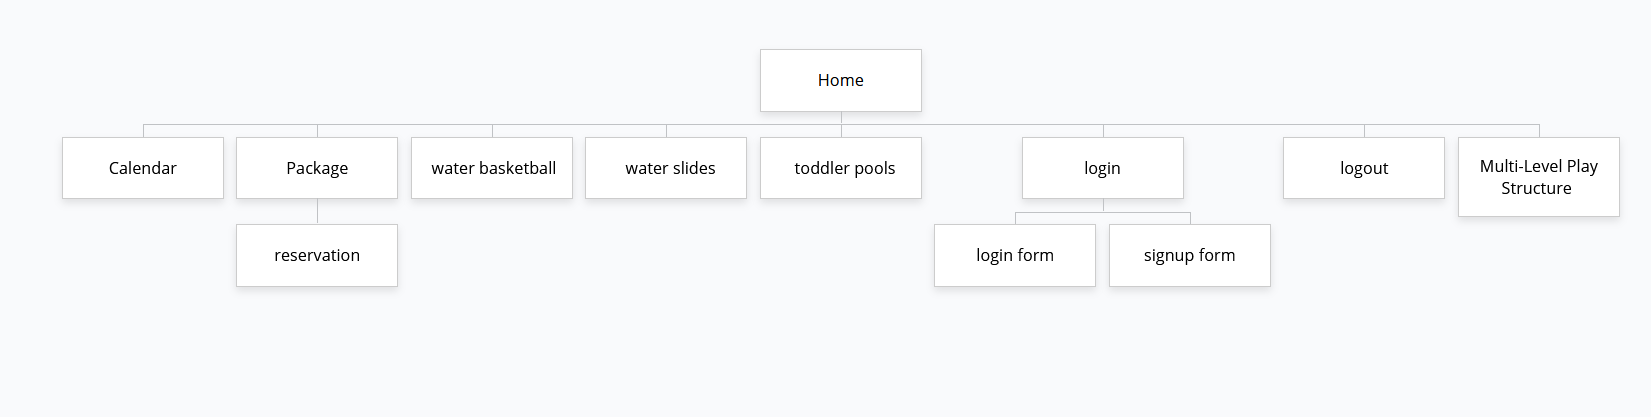 Home
Calendar
Package
water basketball
water slides
toddler pools
login
logout
Multi-Level Play
Structure
reservation
login form
signup form